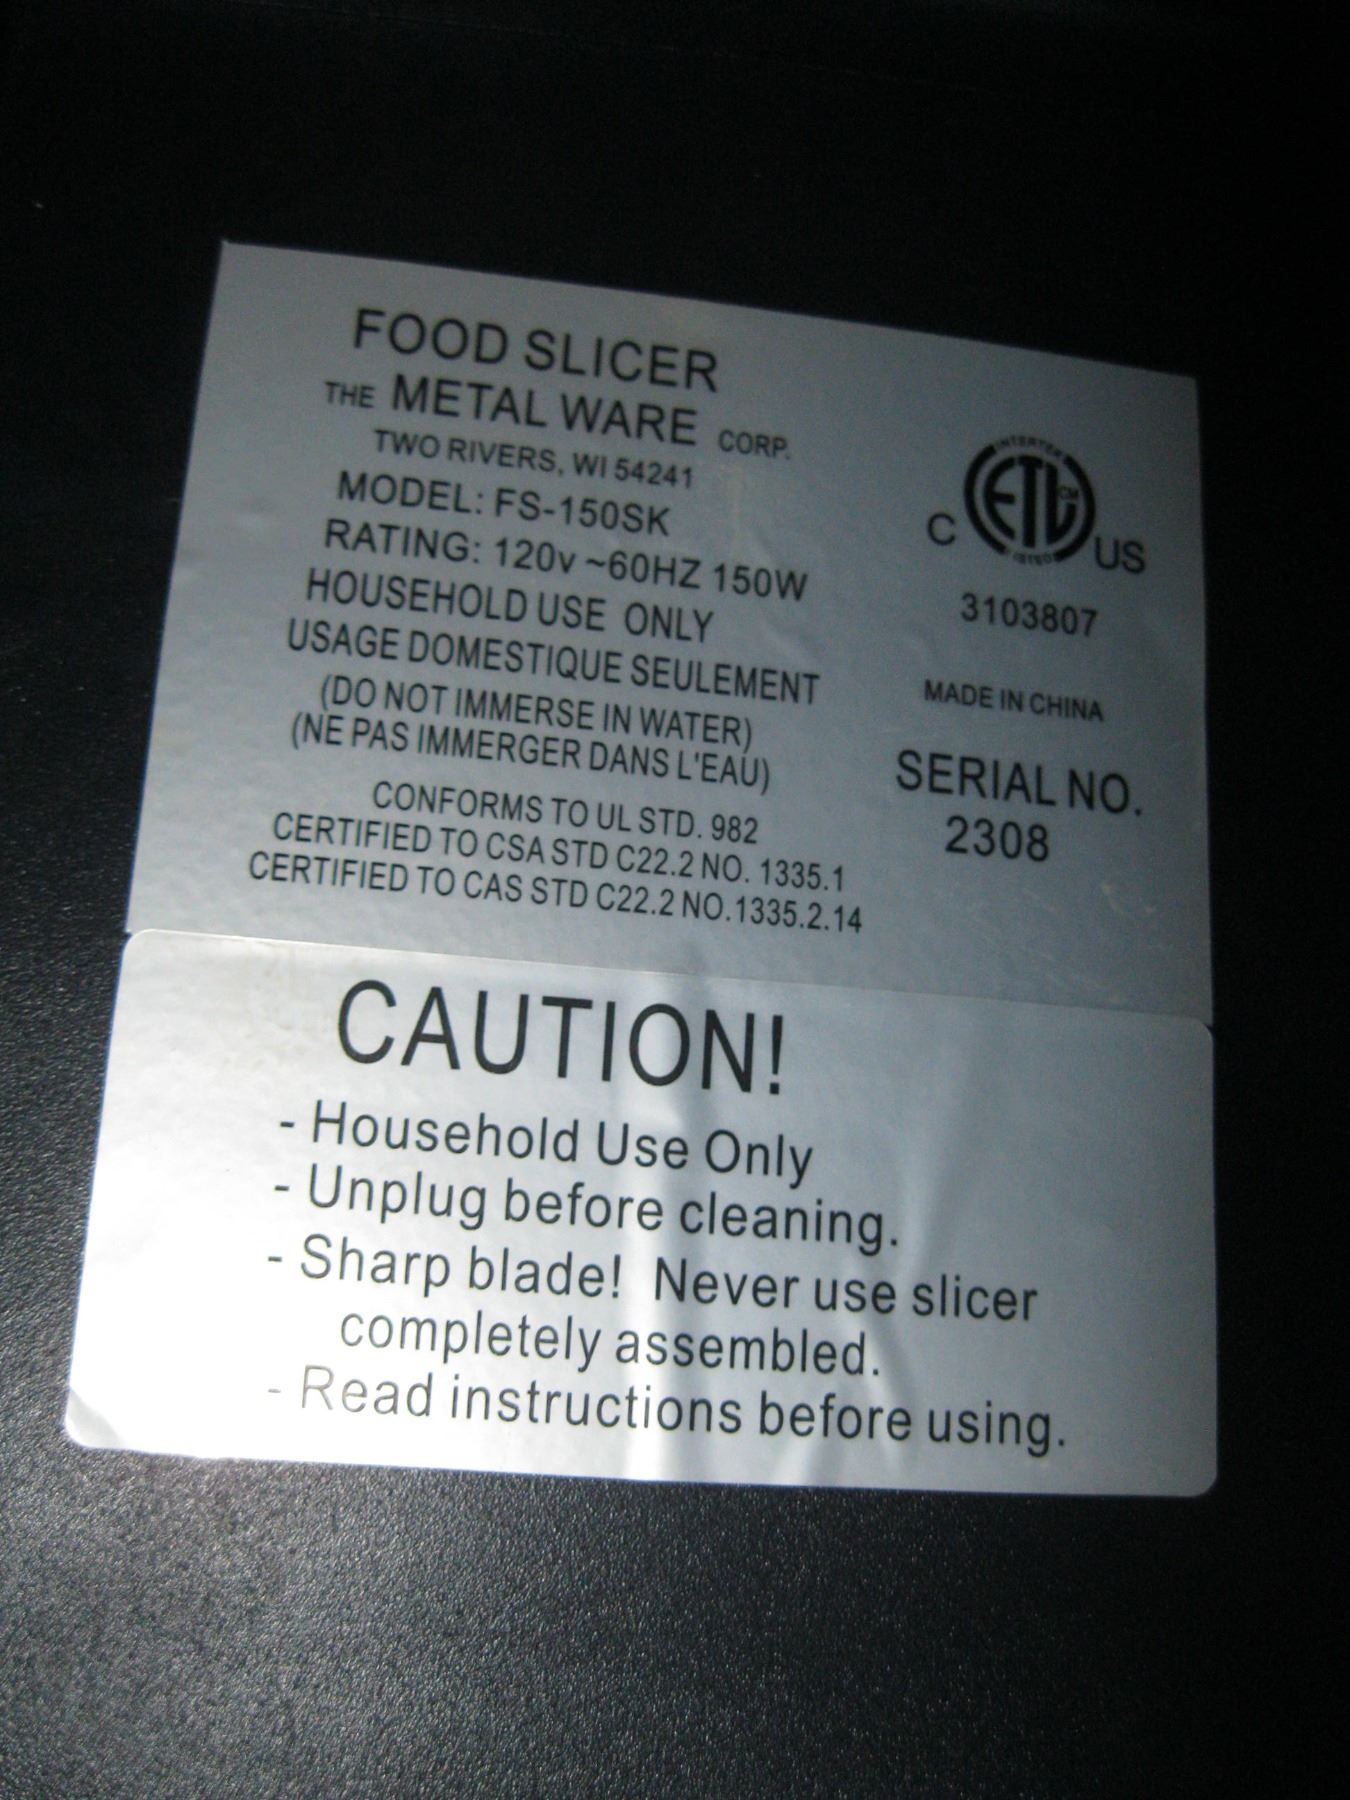 FOOD SLICER
THE METAL WARE CORP.
TWO RIVERS, WI 54241
MODEL: FS-150SK
RATING: 120v ~60HZ 150W
HOUSEHOLD USE ONLY
USAGE DOMESTIQUE SEULEMENT
(DO NOT IMMERSE IN WATER)
(NE PAS IMMERGER DANS L'EAU)
CONFORMS TO UL STD. 982
CERTIFIED TO CSA STD C22.2 NO. 1335.1
CERTIFIED TO CAS STD C22.2 NO.1335.2.14
INTERTEK
C ETL CM US
LISTED
3103807
MADE IN CHINA
SERIAL NO.
2308
CAUTION!
- Household Use Only
- Unplug before cleaning.
- Sharp blade! Never use slicer
completely assembled.
- Read instructions before using.